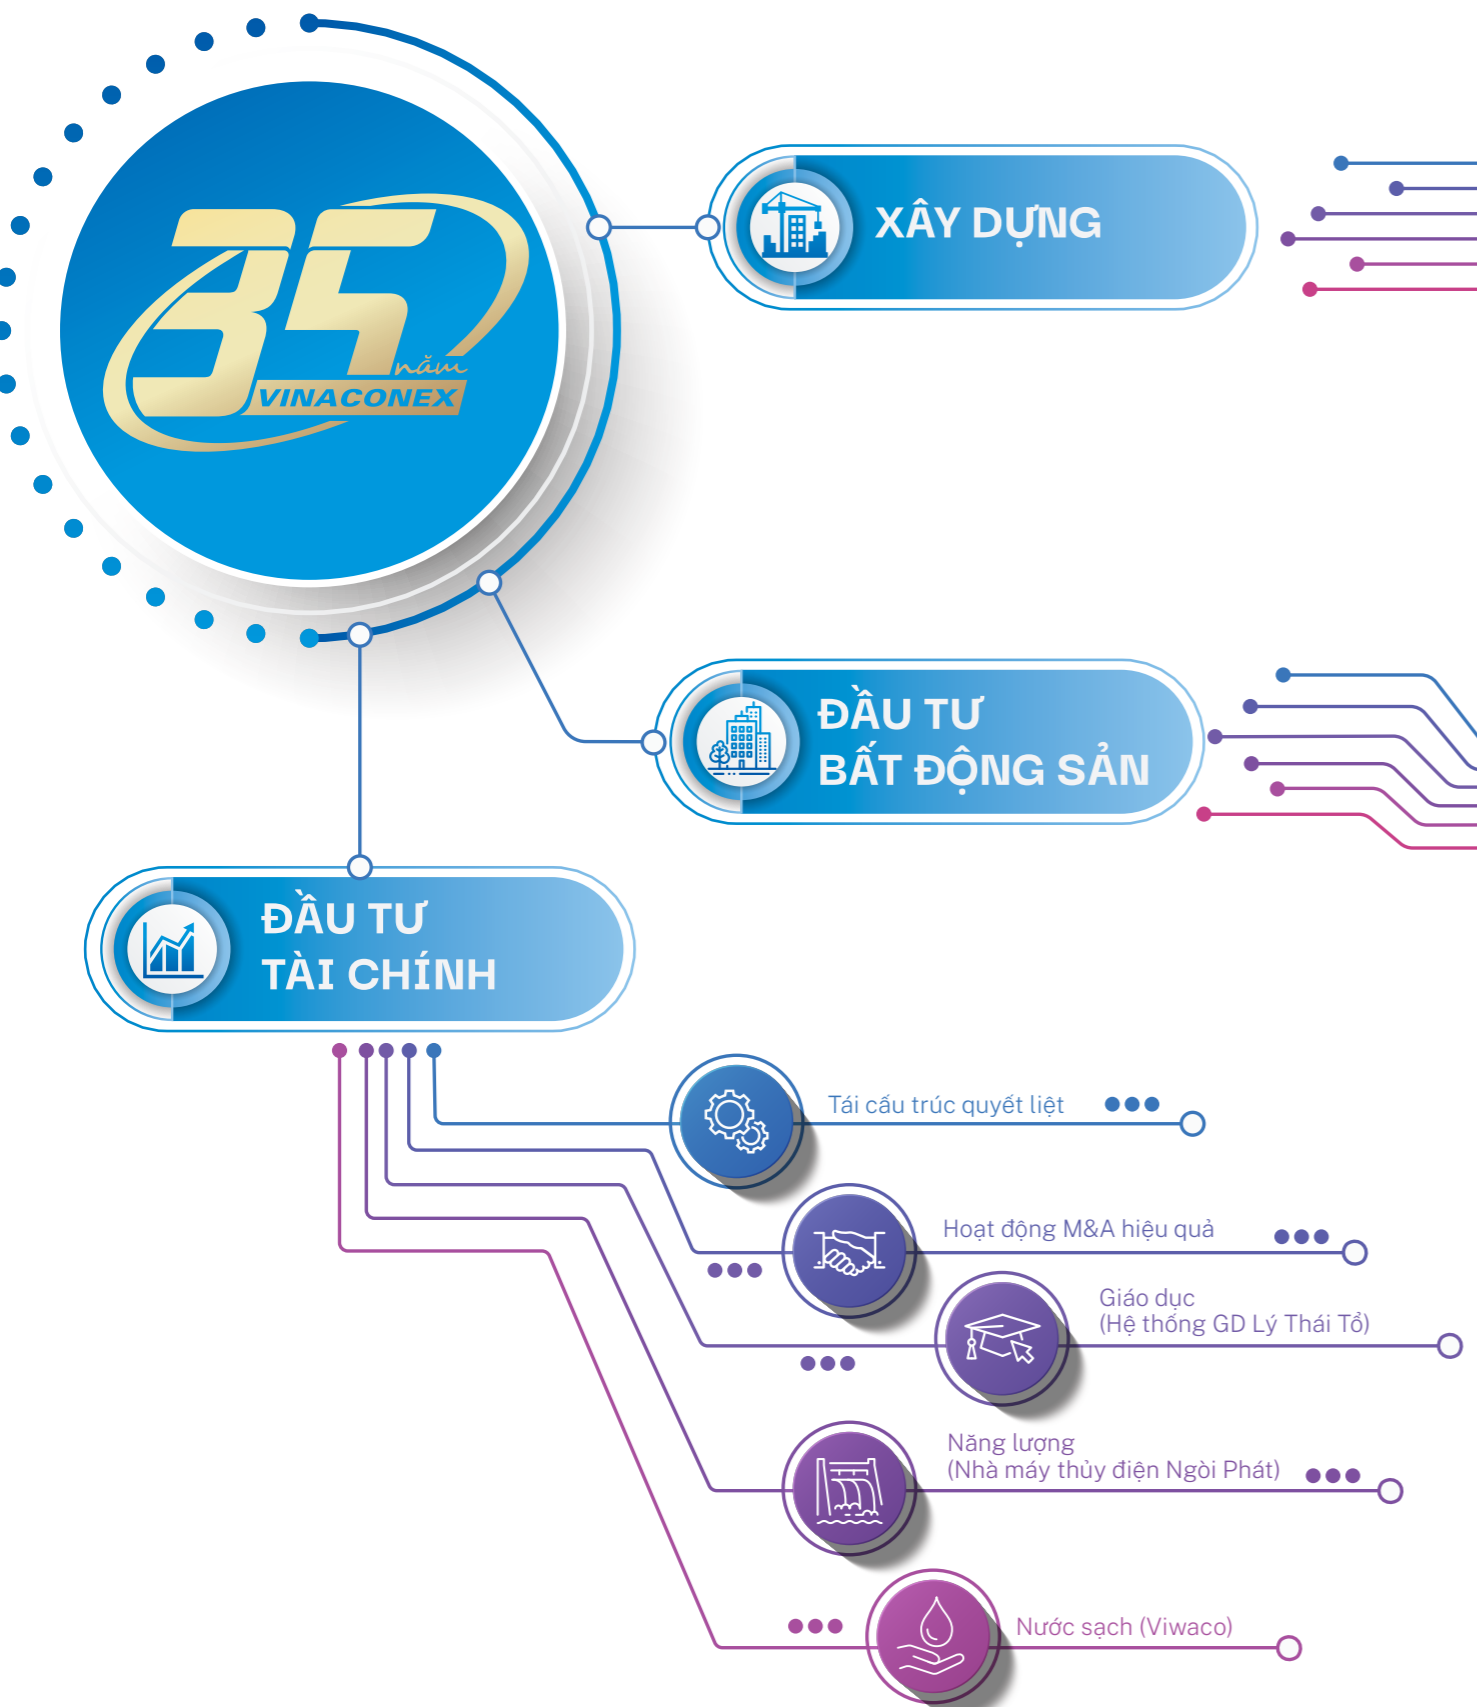 35
năm
VINACONEX
XÂY DỰNG
ĐẦU TƯ
BẤT ĐỘNG SẢN
ĐẦU TƯ
TÀI CHÍNH
Tái cấu trúc quyết liệt
Hoạt động M&A hiệu quả
Giáo dục
(Hệ thống GD Lý Thái Tổ)
Năng lượng
(Nhà máy thủy điện Ngòi Phát)
Nước sạch (Viwaco)